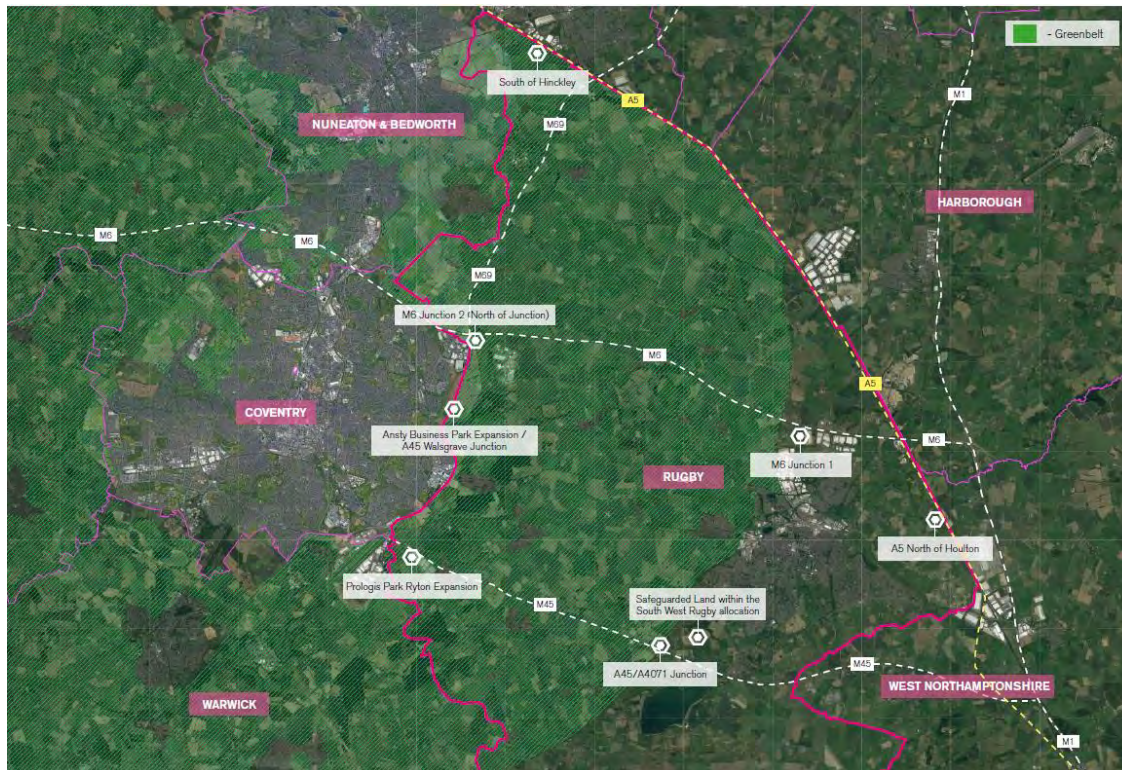 - Greenbelt
South of Hinckley
A5
M1
NUNEATON & BEDWORTH
M69
HARBOROUGH
M6
M6
M69
M6 Junction 2 (North of Junction)
M6
A5
COVENTRY
Ansty Business Park Expansion /
A45 Walsgrave Junction
M6
M6 Junction 1
RUGBY
A5 North of Houlton
Prologis Park Ryton Expansion
M45
Safeguarded Land within the
South West Rugby allocation
A45/A4071 Junction
M45
WEST NORTHAMPTONSHIRE
WARWICK
M1